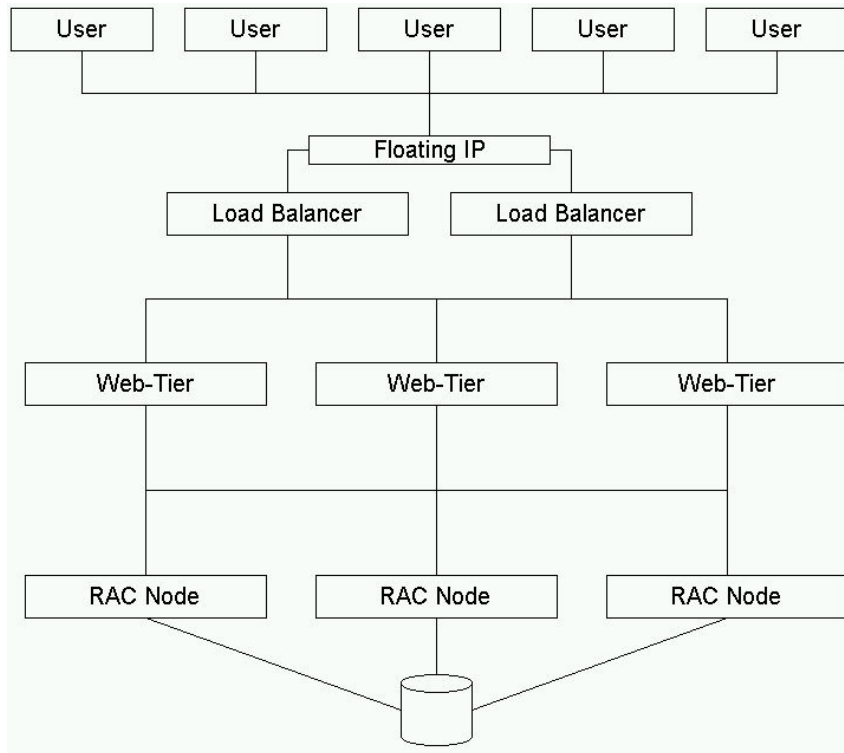 User
User
User
User
User
Floating IP
Load Balancer
Load Balancer
Web-Tier
Web-Tier
Web-Tier
RAC Node
RAC Node
RAC Node